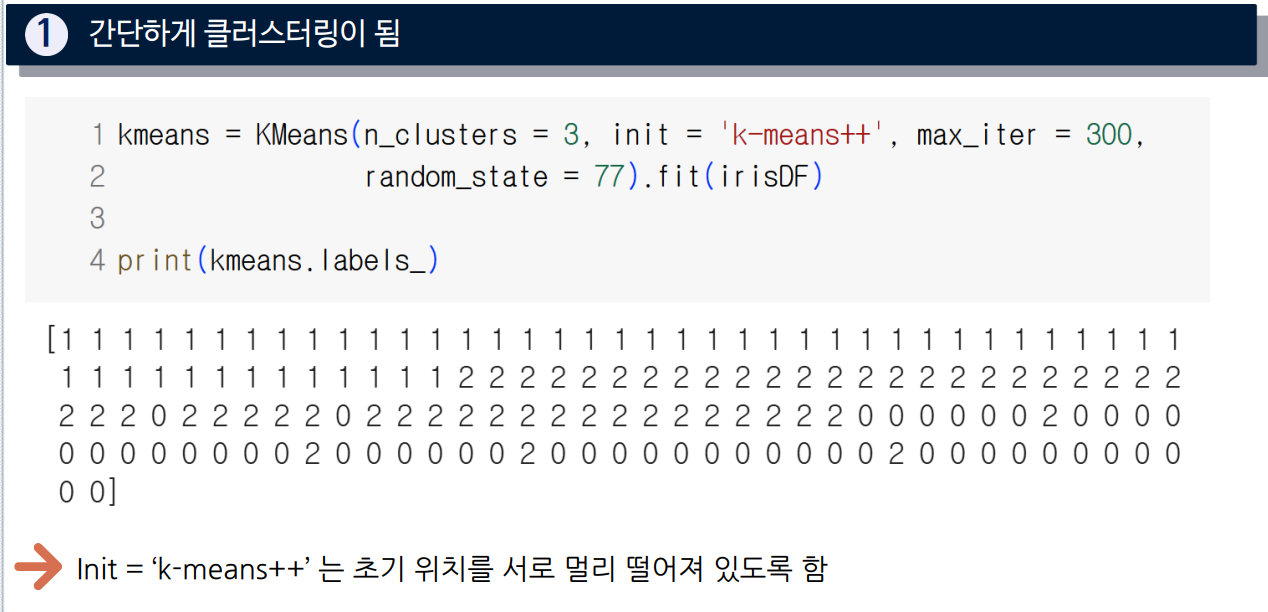 1 간단하게 클러스터링이 됨
1 kmeans = KMeans(n_clusters = 3, init = 'k-means++', max_iter = 300,
2 random_state = 77).fit(irisDF)
3
4 print(kmeans.labels_)
[1 1 1 1 1 1 1 1 1 1 1 1 1 1 1 1 1 1 1 1 1 1 1 1 1 1 1 1 1 1 1 1 1 1 1 1 1
1 1 1 1 1 1 1 1 1 1 1 1 1 2 2 2 2 2 2 2 2 2 2 2 2 2 2 2 2 2 2 2 2 2 2 2 2
2 2 2 0 2 2 2 2 2 0 2 2 2 2 2 2 2 2 2 2 2 2 2 2 2 2 0 0 0 0 0 0 2 0 0 0 0
0 0 0 0 0 0 0 0 2 0 0 0 0 0 0 2 0 0 0 0 0 0 0 0 0 0 0 2 0 0 0 0 0 0 0 0 0
0 0]
Init = ‘k-means++’ 는 초기 위치를 서로 멀리 떨어져 있도록 함